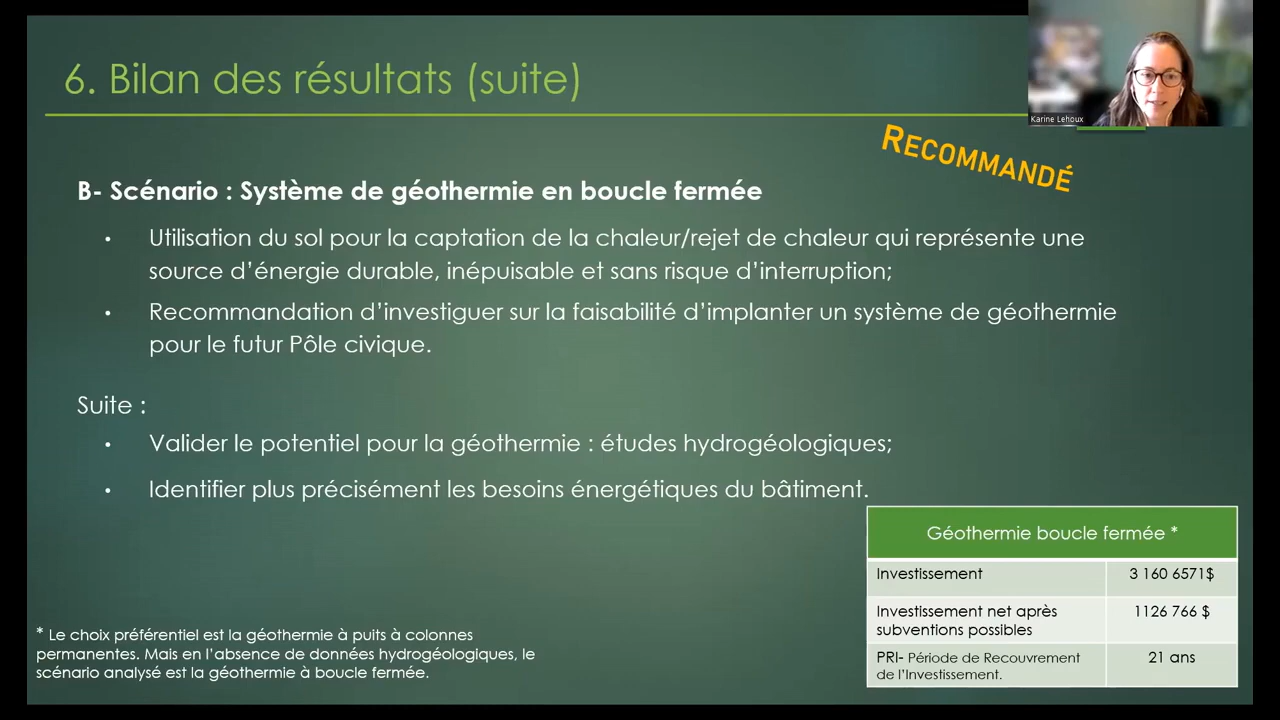 6. Bilan des résultats (suite)
Karine Lehoux
RECOMMANDÉ
B- Scénario : Système de géothermie en boucle fermée
• Utilisation du sol pour la captation de la chaleur/rejet de chaleur qui représente une
source d’énergie durable, inépuisable et sans risque d’interruption;
• Recommandation d’investiguer sur la faisabilité d’implanter un système de géothermie
pour le futur Pôle civique.
Suite :
• Valider le potentiel pour la géothermie : études hydrogéologiques;
• Identifier plus précisément les besoins énergétiques du bâtiment.
Géothermie boucle fermée *
Investissement 3 160 6571$
Investissement net après 1126 766 $
subventions possibles
PRI- Période de Recouvrement 21 ans
de l’Investissement.
* Le choix préférentiel est la géothermie à puits à colonnes
permanentes. Mais en l’absence de données hydrogéologiques, le
scénario analysé est la géothermie à boucle fermée.